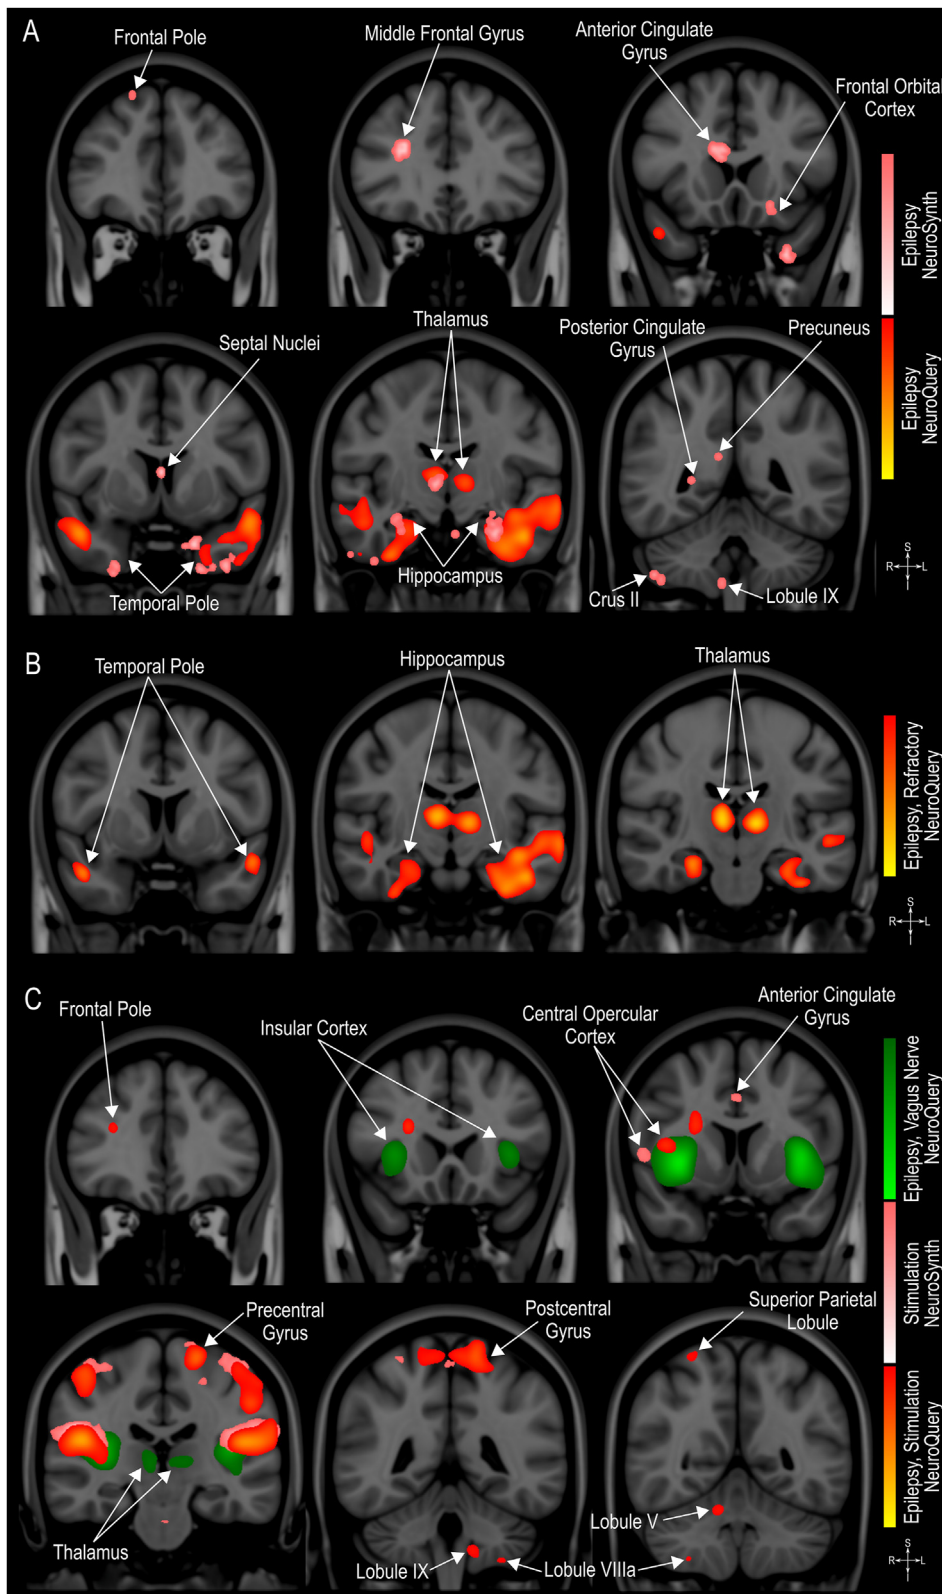 A
Frontal Pole
Middle Frontal Gyrus
Anterior Cingulate
Gyrus
Frontal Orbital
Cortex
Epilepsy
NeuroSynth
Epilepsy
NeuroQuery
Septal Nuclei
Thalamus
Posterior Cingulate
Gyrus
Precuneus
Temporal Pole
Hippocampus
Crus II
Lobule IX
S
R
L
I
B
Temporal Pole
Hippocampus
Thalamus
Epilepsy, Refractory
NeuroQuery
S
R
L
I
C
Frontal Pole
Insular Cortex
Central Opercular
Cortex
Anterior Cingulate
Gyrus
Epilepsy, Vagus Nerve
NeuroQuery
Stimulation
NeuroSynth
Epilepsy, Stimulation
NeuroQuery
Precentral
Gyrus
Postcentral
Gyrus
Superior Parietal
Lobule
Thalamus
Lobule IX
Lobule VIIIa
Lobule V
S
R
L
I